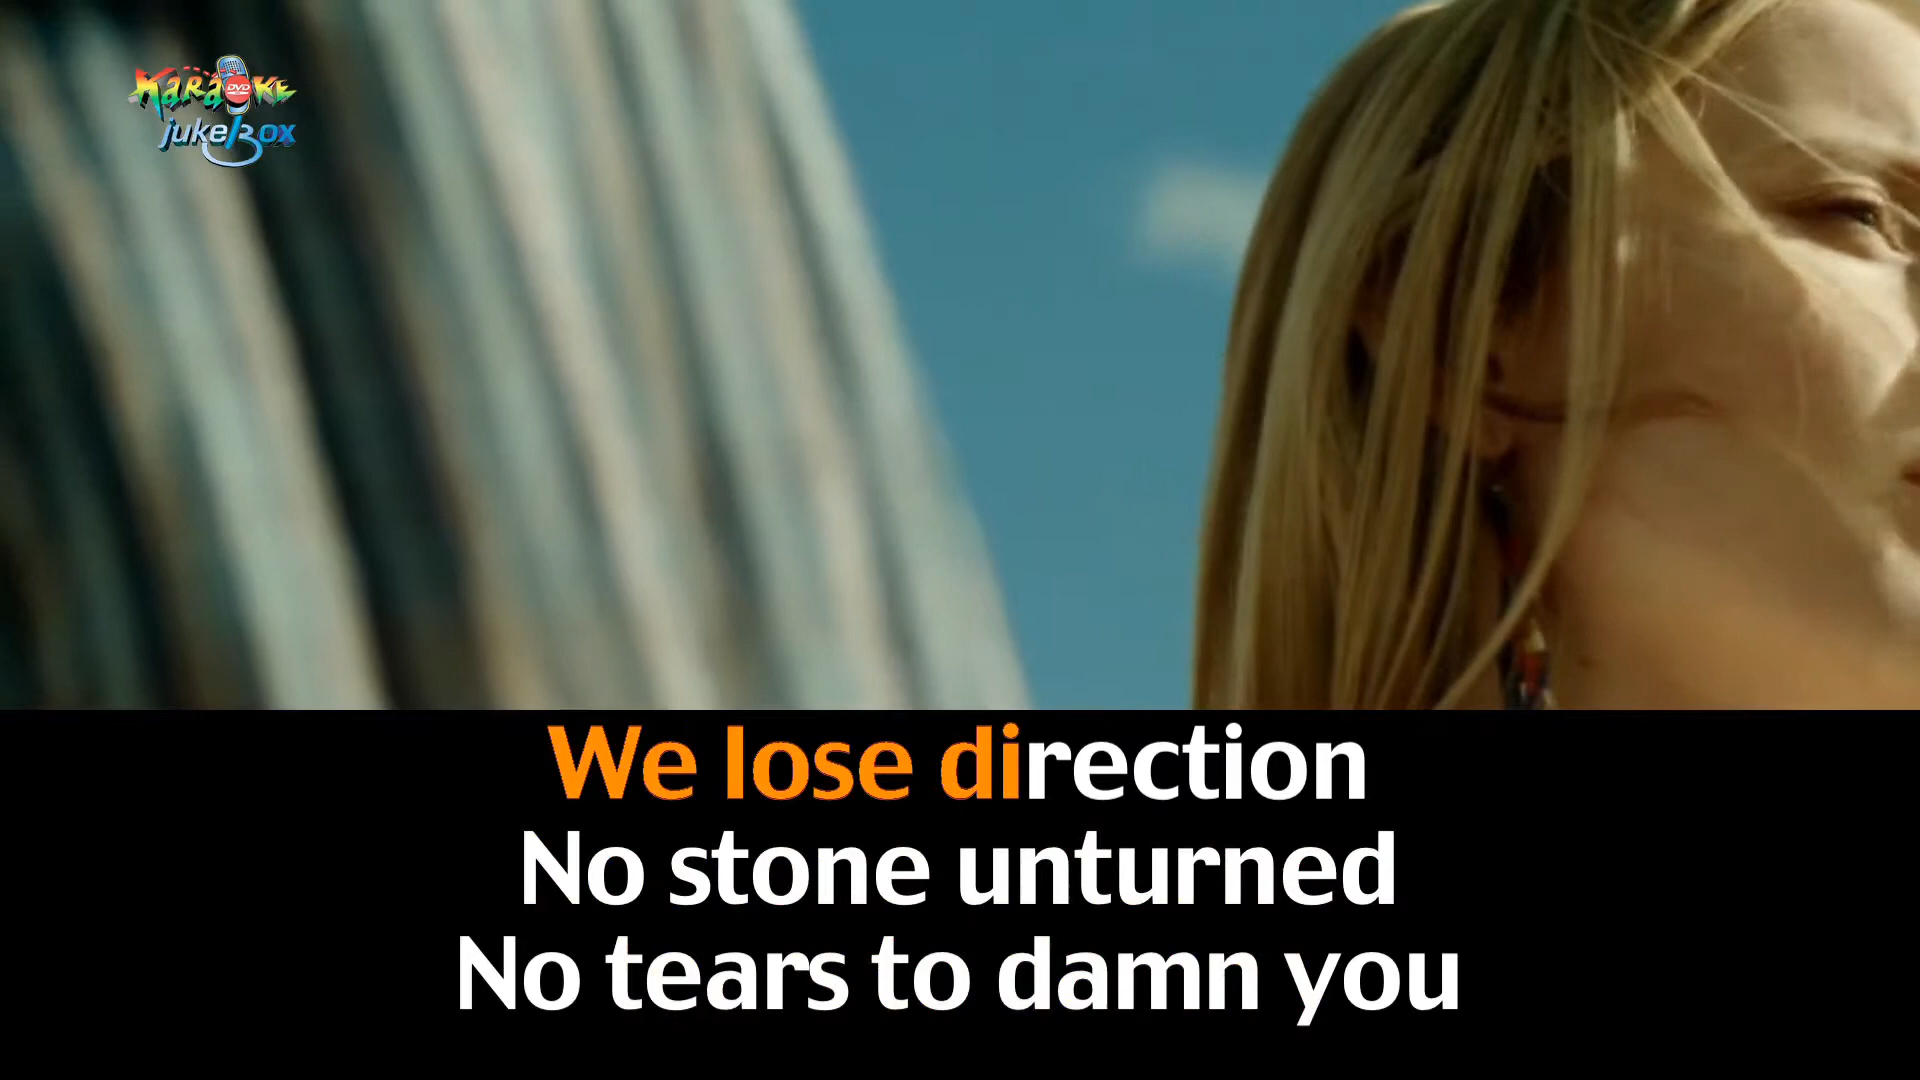 KaRaOKe
DVD
jukeBox
We lose direction
No stone unturned
No tears to damn you